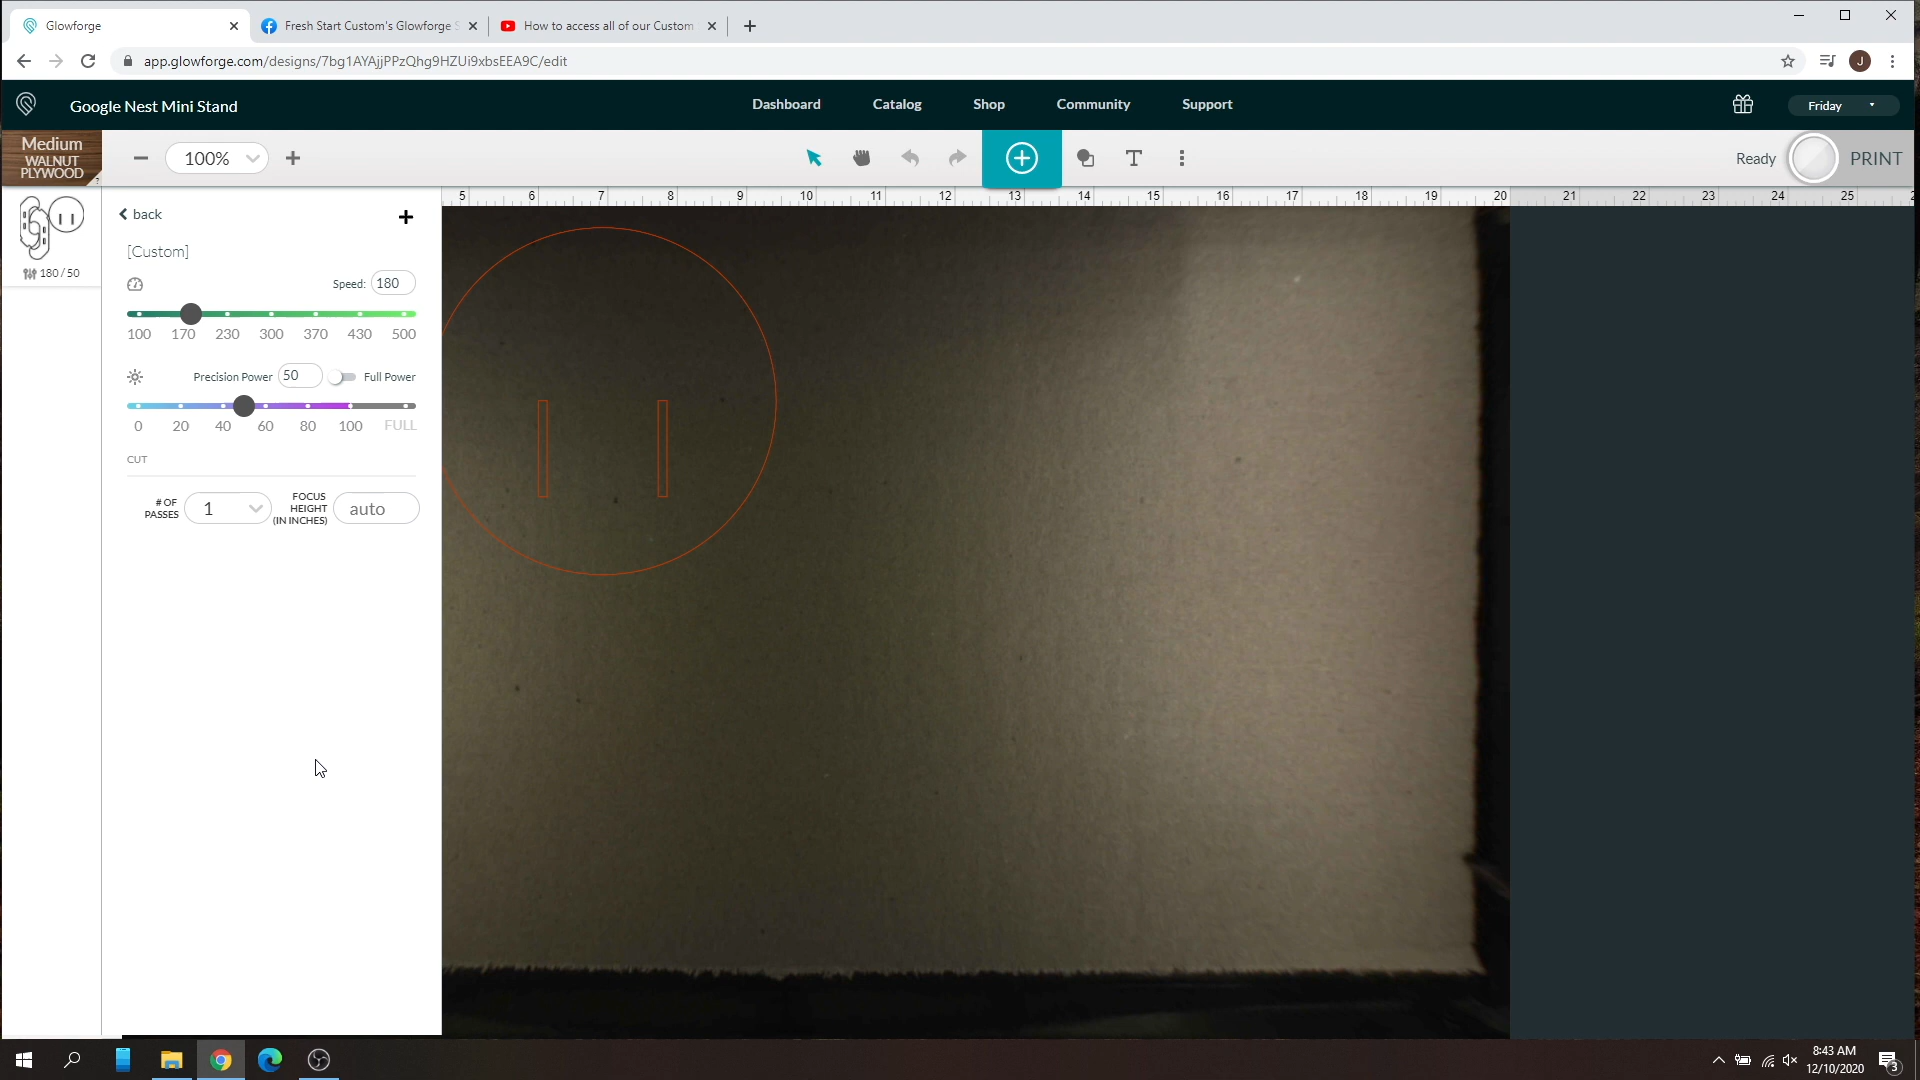 Glowforge
Fresh Start Custom's Glowforge S
How to access all of our Custom
app.glowforge.com/designs/7bg1AYAjjPPzQhg9HZUi9xbsEEA9C/edit
J
Google Nest Mini Stand
Dashboard
Catalog
Shop
Community
Support
Friday
Medium
WALNUT
PLYWOOD
100%
T
Ready
PRINT
5 6 7 8 9 10 11 12 13 14 15 16 17 18 19 20 21 22 23 24 25 2
180 / 50
back
[Custom]
Speed: 180
100 170 230 300 370 430 500
Precision Power 50 Full Power
0 20 40 60 80 100 FULL
CUT
# OF
PASSES
1
FOCUS
HEIGHT
(IN INCHES)
auto
8:43 AM
12/10/2020
3